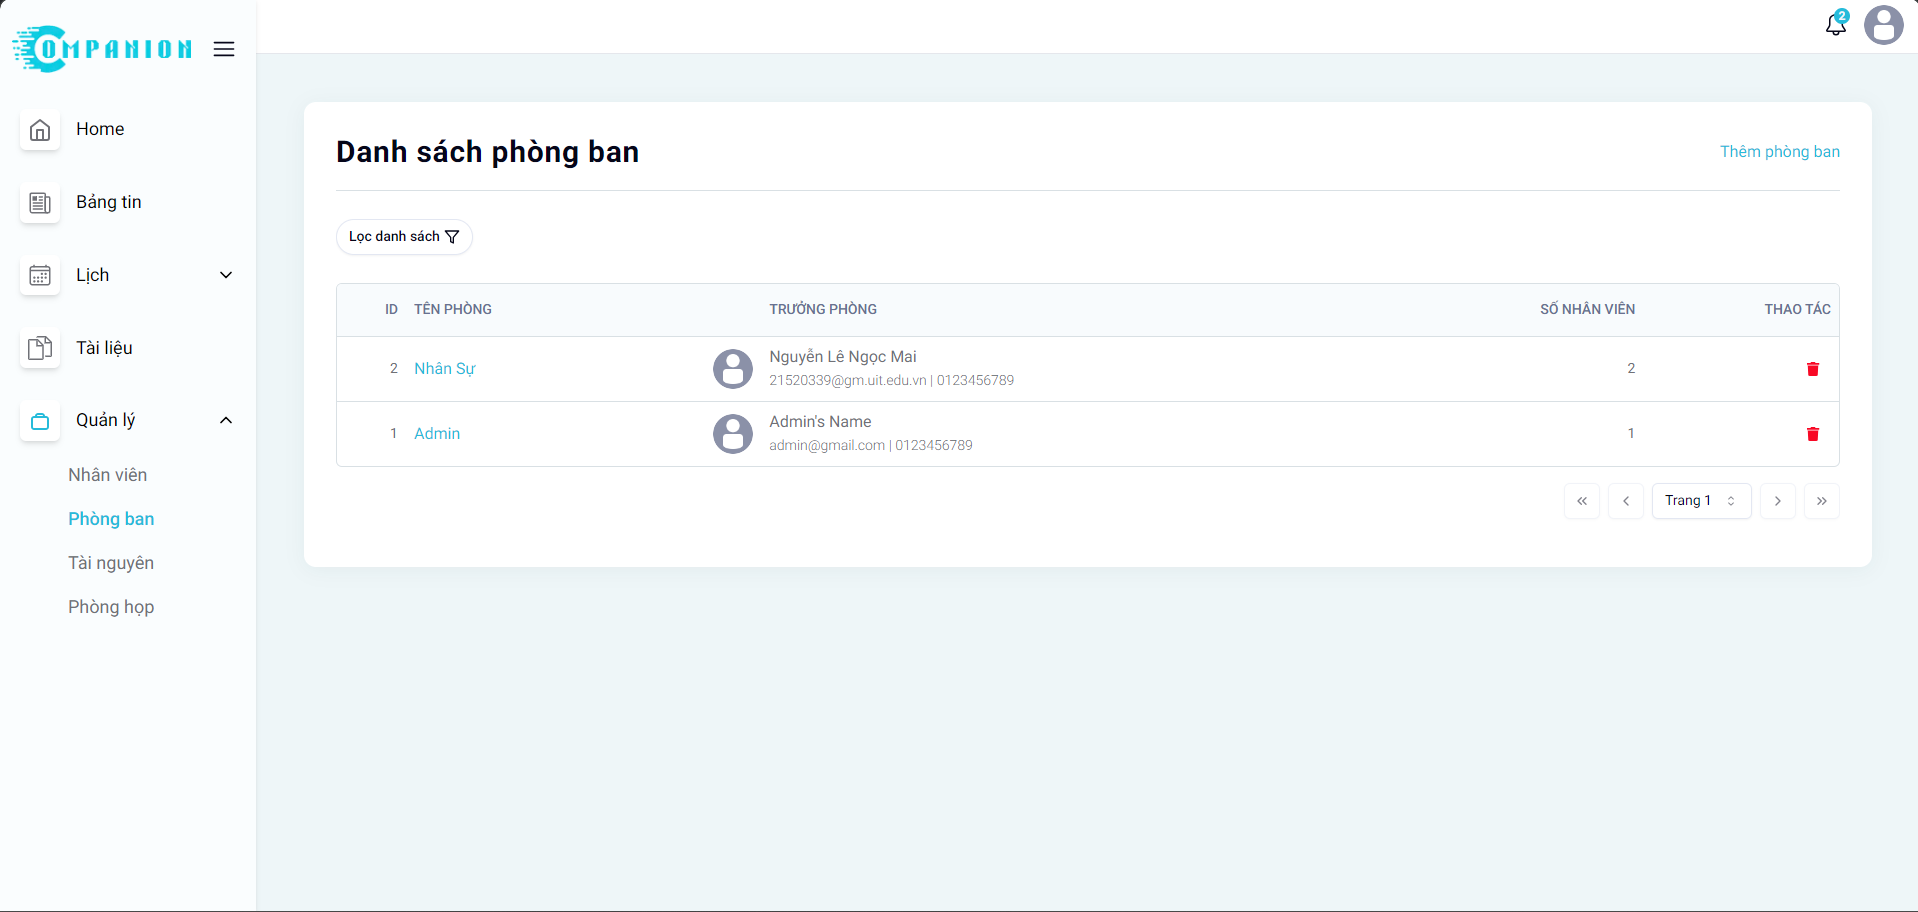 COMPANION
2
Home
Bảng tin
Lịch
Tài liệu
Quản lý
Nhân viên
Phòng ban
Tài nguyên
Phòng họp
Danh sách phòng ban
Thêm phòng ban
Lọc danh sách
ID TÊN PHÒNG TRƯỞNG PHÒNG SỐ NHÂN VIÊN THAO TÁC
2 Nhân Sự Nguyễn Lê Ngọc Mai 2
21520339@gm.uit.edu.vn | 0123456789
1 Admin Admin's Name 1
admin@gmail.com | 0123456789
Trang 1